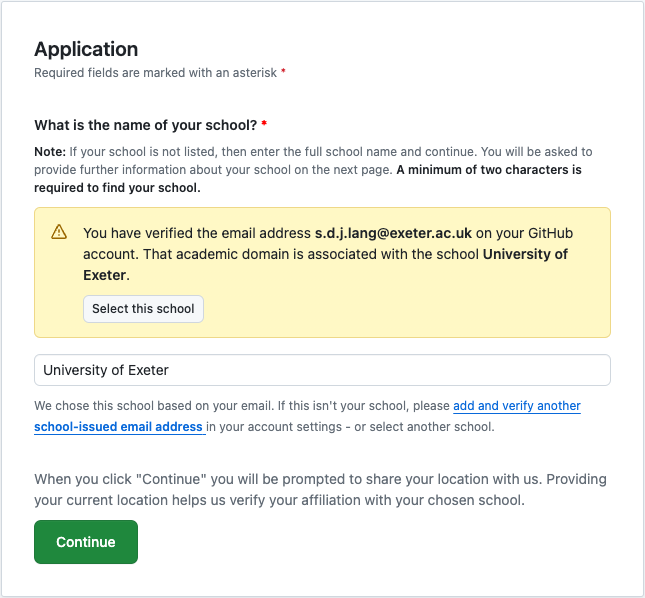 Application
Required fields are marked with an asterisk *
What is the name of your school? *
Note: If your school is not listed, then enter the full school name and continue. You will be asked to
provide further information about your school on the next page. A minimum of two characters is
required to find your school.
You have verified the email address s.d.j.lang@exeter.ac.uk on your GitHub
account. That academic domain is associated with the school University of
Exeter.
Select this school
University of Exeter
We chose this school based on your email. If this isn't your school, please add and verify another
school-issued email address in your account settings - or select another school.
When you click "Continue" you will be prompted to share your location with us. Providing
your current location helps us verify your affiliation with your chosen school.
Continue